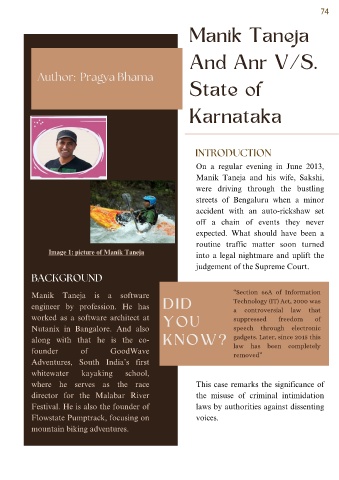 74
Manik Taneja
And Anr V/S.
State of
Karnataka
Author: Pragya Bhama
Image 1: picture of Manik Taneja
BACKGROUND
Manik Taneja is a software
engineer by profession. He has
worked as a software architect at
Nutanix in Bangalore. And also
along with that he is the co-
founder of GoodWave
Adventures, South India's first
whitewater kayaking school,
where he serves as the race
director for the Malabar River
Festival. He is also the founder of
Flowstate Pumptrack, focusing on
mountain biking adventures.
INTRODUCTION
On a regular evening in June 2013,
Manik Taneja and his wife, Sakshi,
were driving through the bustling
streets of Bengaluru when a minor
accident with an auto-rickshaw set
off a chain of events they never
expected. What should have been a
routine traffic matter soon turned
into a legal nightmare and uplift the
judgement of the Supreme Court.
DID
YOU
KNOW?
"Section 66A of Information
Technology (IT) Act, 2000 was
a controversial law that
suppressed freedom of
speech through electronic
gadgets. Later, since 2015 this
law has been completely
removed"
This case remarks the significance of
the misuse of criminal intimidation
laws by authorities against dissenting
voices.